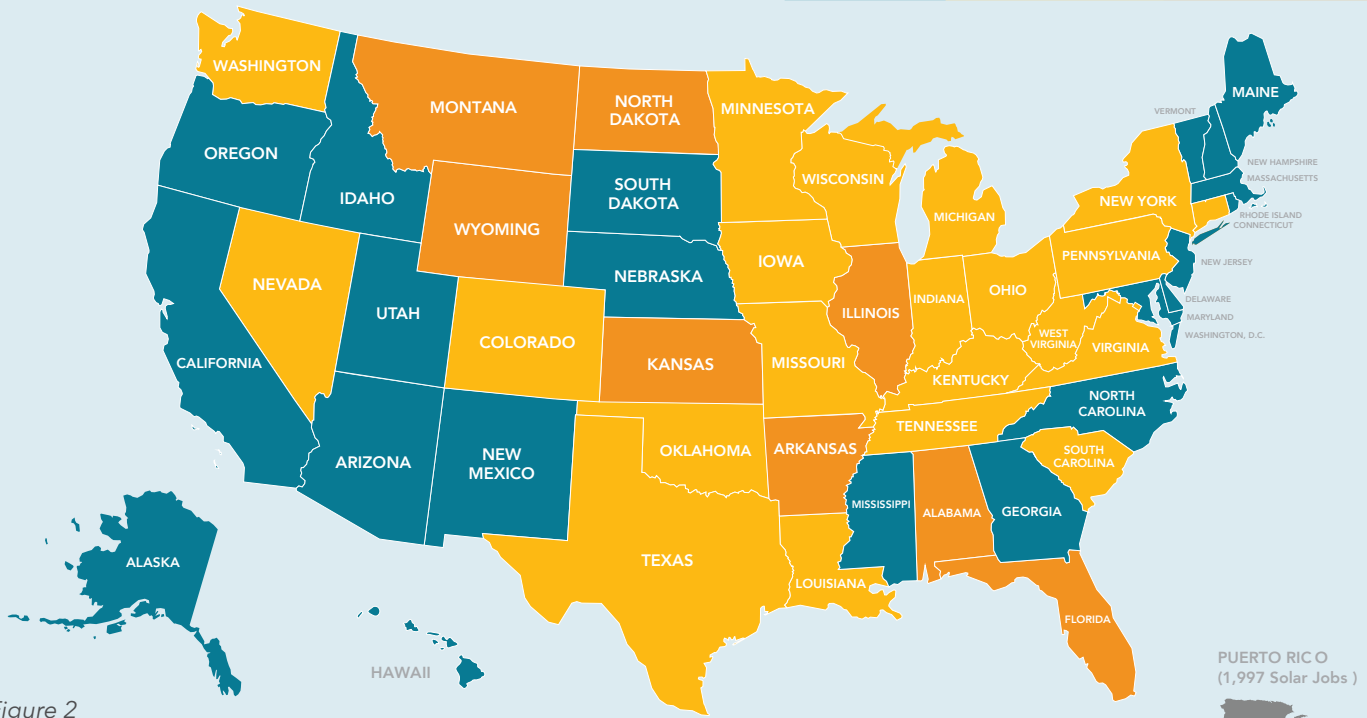 WASHINGTON
MONTANA
NORTH
DAKOTA
MINNESOTA
MAINE
VERMONT
OREGON
IDAHO
SOUTH
DAKOTA
WISCONSIN
NEW HAMPSHIRE
MASSACHUSETTS
WYOMING
MICHIGAN
NEW YORK
RHODE ISLAND
CONNECTICUT
NEBRASKA
IOWA
PENNSYLVANIA
NEW JERSEY
NEVADA
UTAH
ILLINOIS
INDIANA
OHIO
DELAWARE
MARYLAND
WASHINGTON, D.C.
COLORADO
WEST
VIRGINIA
VIRGINIA
CALIFORNIA
KANSAS
MISSOURI
KENTUCKY
NORTH
CAROLINA
ARIZONA
NEW
MEXICO
OKLAHOMA
ARKANSAS
TENNESSEE
SOUTH
CAROLINA
MISSISSIPPI
ALABAMA
GEORGIA
ALASKA
TEXAS
LOUISIANA
FLORIDA
HAWAII
PUERTO RICO
(1,997 Solar Jobs )
igure 2